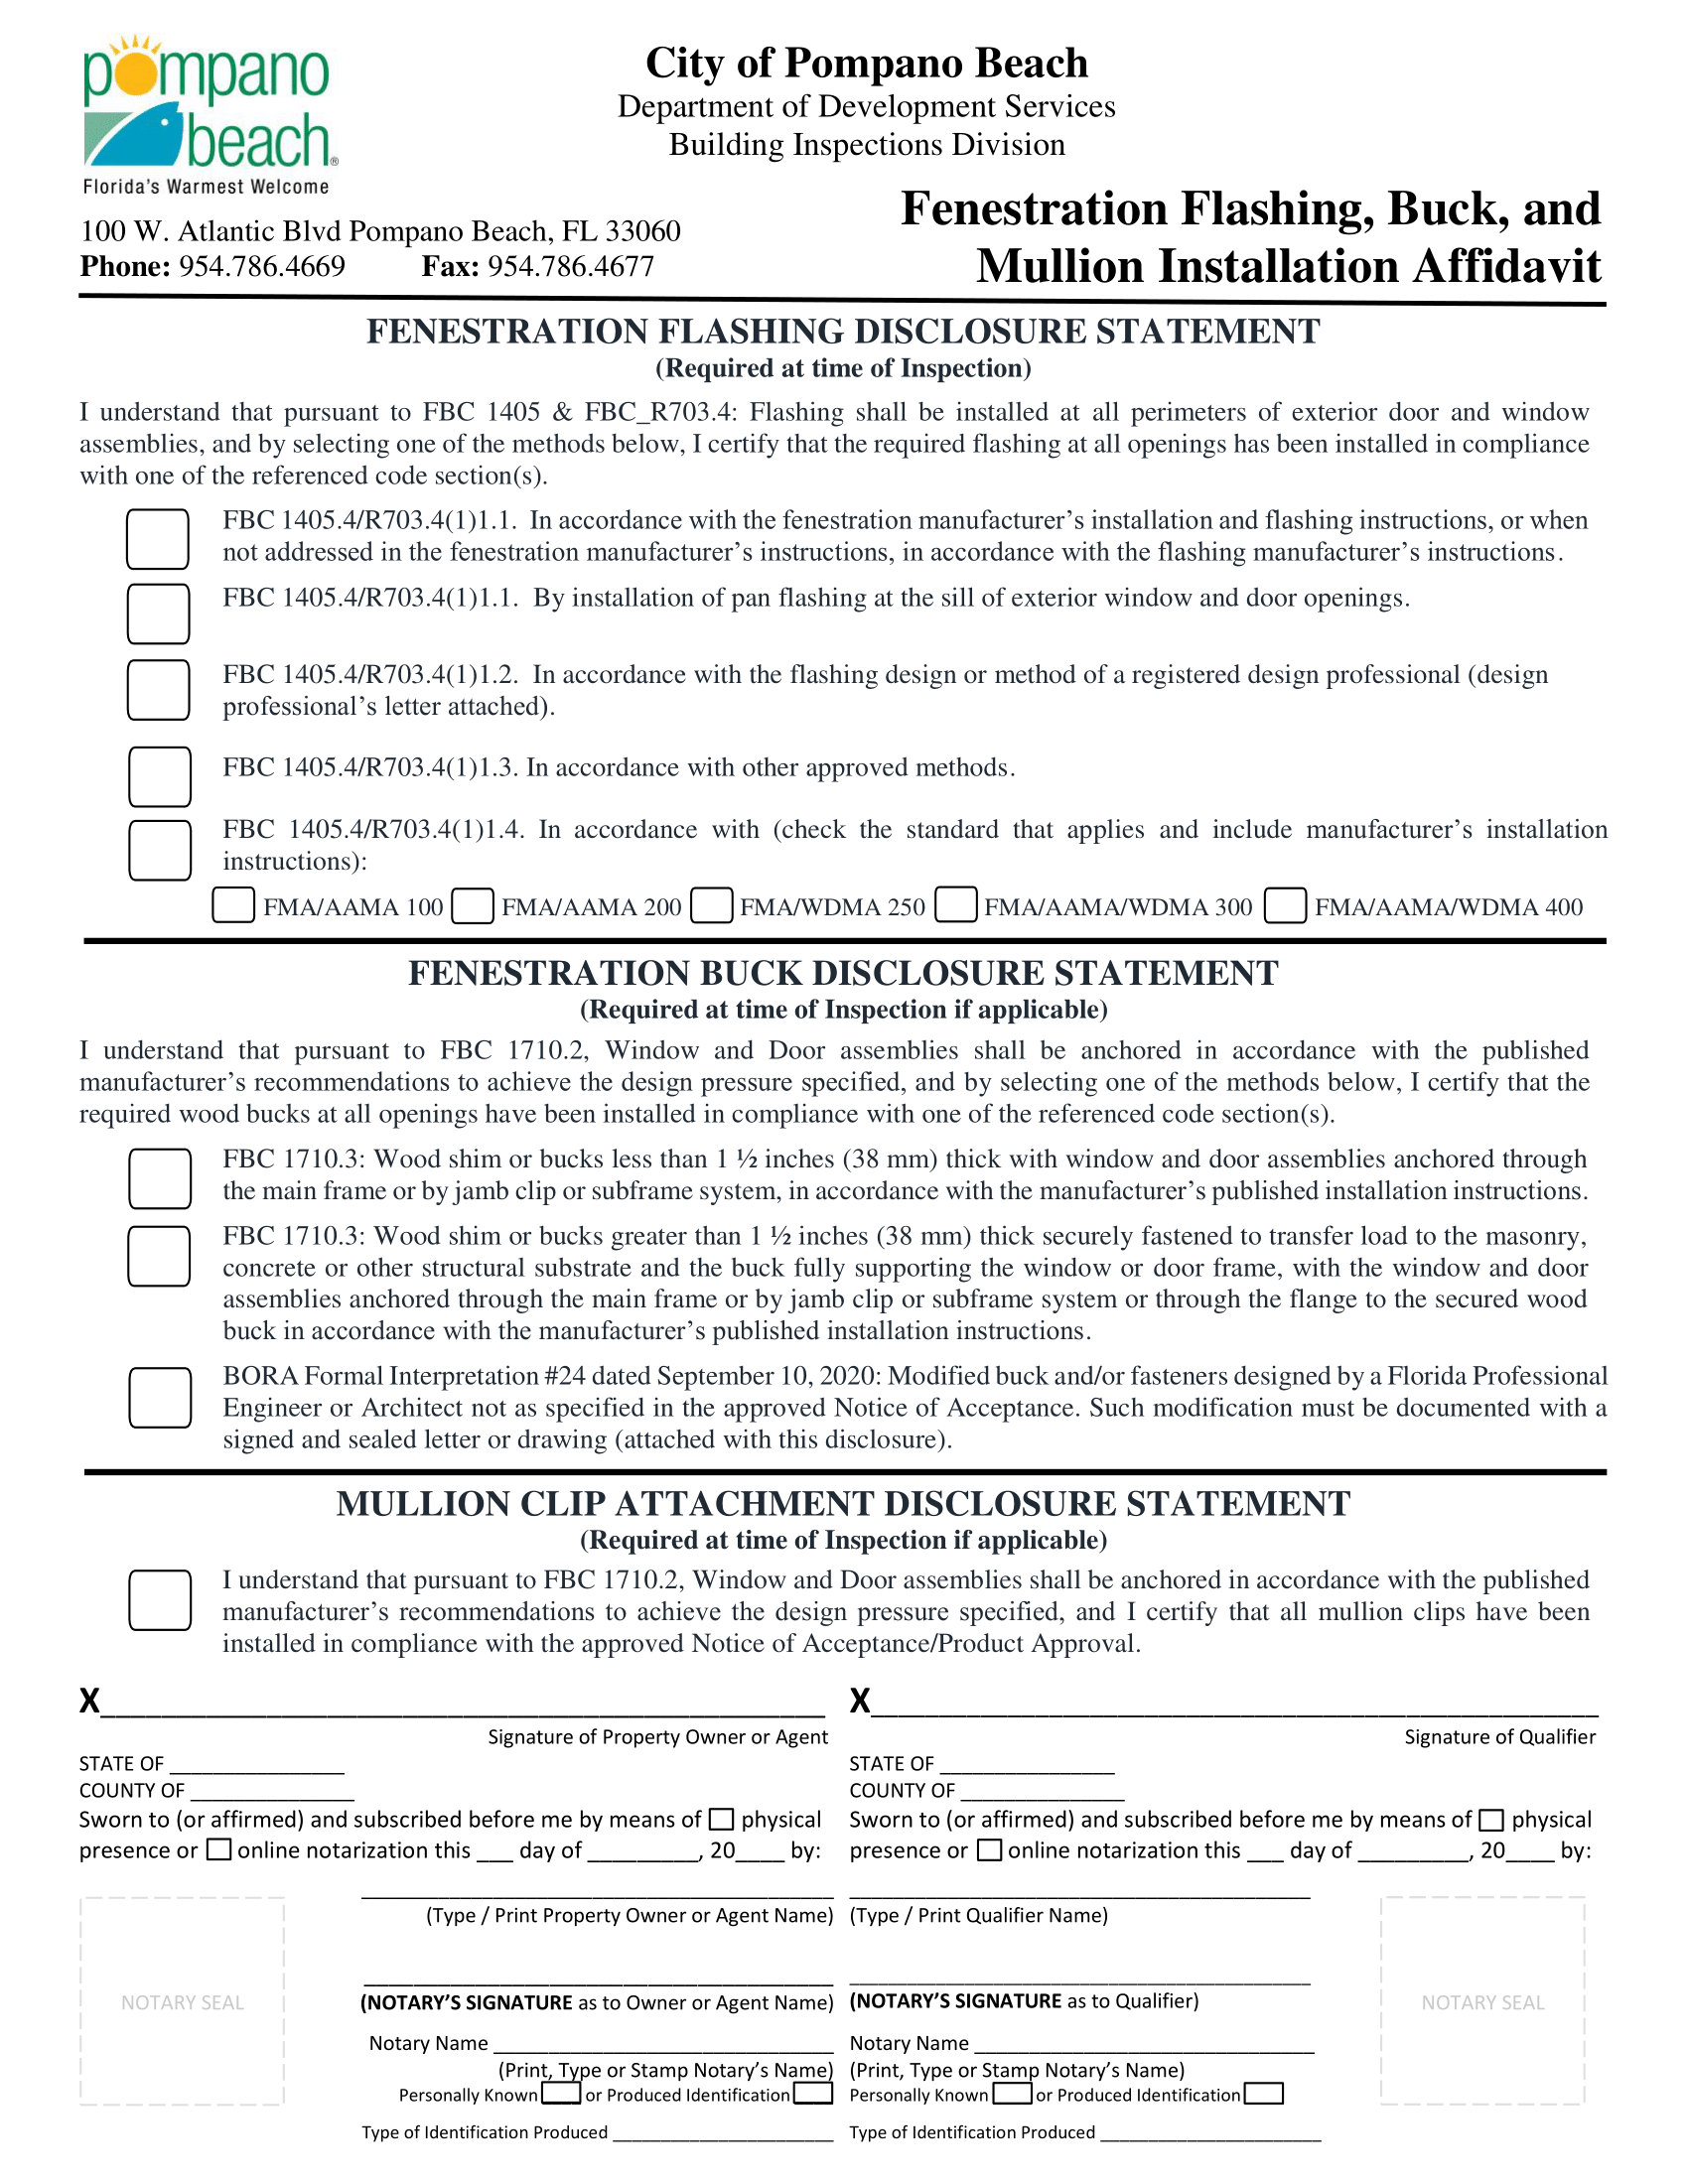 pompano
beach®
Florida's Warmest Welcome
City of Pompano Beach
Department of Development Services
Building Inspections Division
100 W. Atlantic Blvd Pompano Beach, FL 33060
Phone: 954.786.4669 Fax: 954.786.4677
Fenestration Flashing, Buck, and
Mullion Installation Affidavit
FENESTRATION FLASHING DISCLOSURE STATEMENT
(Required at time of Inspection)
I understand that pursuant to FBC 1405 & FBC_R703.4: Flashing shall be installed at all perimeters of exterior door and window
assemblies, and by selecting one of the methods below, I certify that the required flashing at all openings has been installed in compliance
with one of the referenced code section(s).
FBC 1405.4/R703.4(1)1.1. In accordance with the fenestration manufacturer's installation and flashing instructions, or when
not addressed in the fenestration manufacturer's instructions, in accordance with the flashing manufacturer's instructions.
FBC 1405.4/R703.4(1)1.1. By installation of pan flashing at the sill of exterior window and door openings.
FBC 1405.4/R703.4(1)1.2. In accordance with the flashing design or method of a registered design professional (design
professional's letter attached).
FBC 1405.4/R703.4(1)1.3. In accordance with other approved methods.
FBC 1405.4/R703.4(1)1.4. In accordance with (check the standard that applies and include manufacturer's installation
instructions):
FMA/AAMA 100 FMA/AAMA 200 FMA/WDMA 250 FMA/AAMA/WDMA 300 FMA/AAMA/WDMA 400
FENESTRATION BUCK DISCLOSURE STATEMENT
(Required at time of Inspection if applicable)
I understand that pursuant to FBC 1710.2, Window and Door assemblies shall be anchored in accordance with the published
manufacturer's recommendations to achieve the design pressure specified, and by selecting one of the methods below, I certify that the
required wood bucks at all openings have been installed in compliance with one of the referenced code section(s).
FBC 1710.3: Wood shim or bucks less than 1 ½ inches (38 mm) thick with window and door assemblies anchored through
the main frame or by jamb clip or subframe system, in accordance with the manufacturer's published installation instructions.
FBC 1710.3: Wood shim or bucks greater than 1 ½ inches (38 mm) thick securely fastened to transfer load to the masonry,
concrete or other structural substrate and the buck fully supporting the window or door frame, with the window and door
assemblies anchored through the main frame or by jamb clip or subframe system or through the flange to the secured wood
buck in accordance with the manufacturer's published installation instructions.
BORA Formal Interpretation #24 dated September 10, 2020: Modified buck and/or fasteners designed by a Florida Professional
Engineer or Architect not as specified in the approved Notice of Acceptance. Such modification must be documented with a
signed and sealed letter or drawing (attached with this disclosure).
MULLION CLIP ATTACHMENT DISCLOSURE STATEMENT
(Required at time of Inspection if applicable)
I understand that pursuant to FBC 1710.2, Window and Door assemblies shall be anchored in accordance with the published
manufacturer's recommendations to achieve the design pressure specified, and I certify that all mullion clips have been
installed in compliance with the approved Notice of Acceptance/Product Approval.
X____________________
Signature of Property Owner or Agent
STATE OF ________________
COUNTY OF _______________
Sworn to (or affirmed) and subscribed before me by means of physical
presence or online notarization this ___ day of _________, 20____ by:
(Type / Print Property Owner or Agent Name)
NOTARY SEAL
(NOTARY'S SIGNATURE as to Owner or Agent Name)
Notary Name ____________________
(Print, Type or Stamp Notary's Name)
Personally Known or Produced Identification
Type of Identification Produced ____________________
X____________________
Signature of Qualifier
STATE OF ________________
COUNTY OF _______________
Sworn to (or affirmed) and subscribed before me by means of physical
presence or online notarization this ___ day of _________, 20____ by:
(Type / Print Qualifier Name)
(NOTARY'S SIGNATURE as to Qualifier)
NOTARY SEAL
Notary Name ____________________
(Print, Type or Stamp Notary's Name)
Personally Known or Produced Identification
Type of Identification Produced ____________________